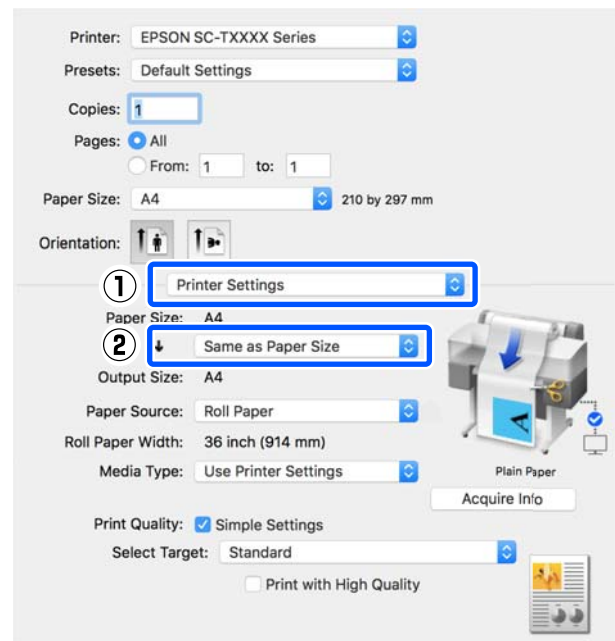 Printer: EPSON SC-TXXXX Series
Presets: Default Settings
Copies: 1
Pages: All
From: 1 to: 1
Paper Size: A4 210 by 297 mm
Orientation:
① Printer Settings
Paper Size: A4
② Same as Paper Size
Output Size: A4
Paper Source: Roll Paper
Roll Paper Width: 36 inch (914 mm)
Media Type: Use Printer Settings
Plain Paper
Acquire Info
Print Quality: Simple Settings
Select Target: Standard
Print with High Quality